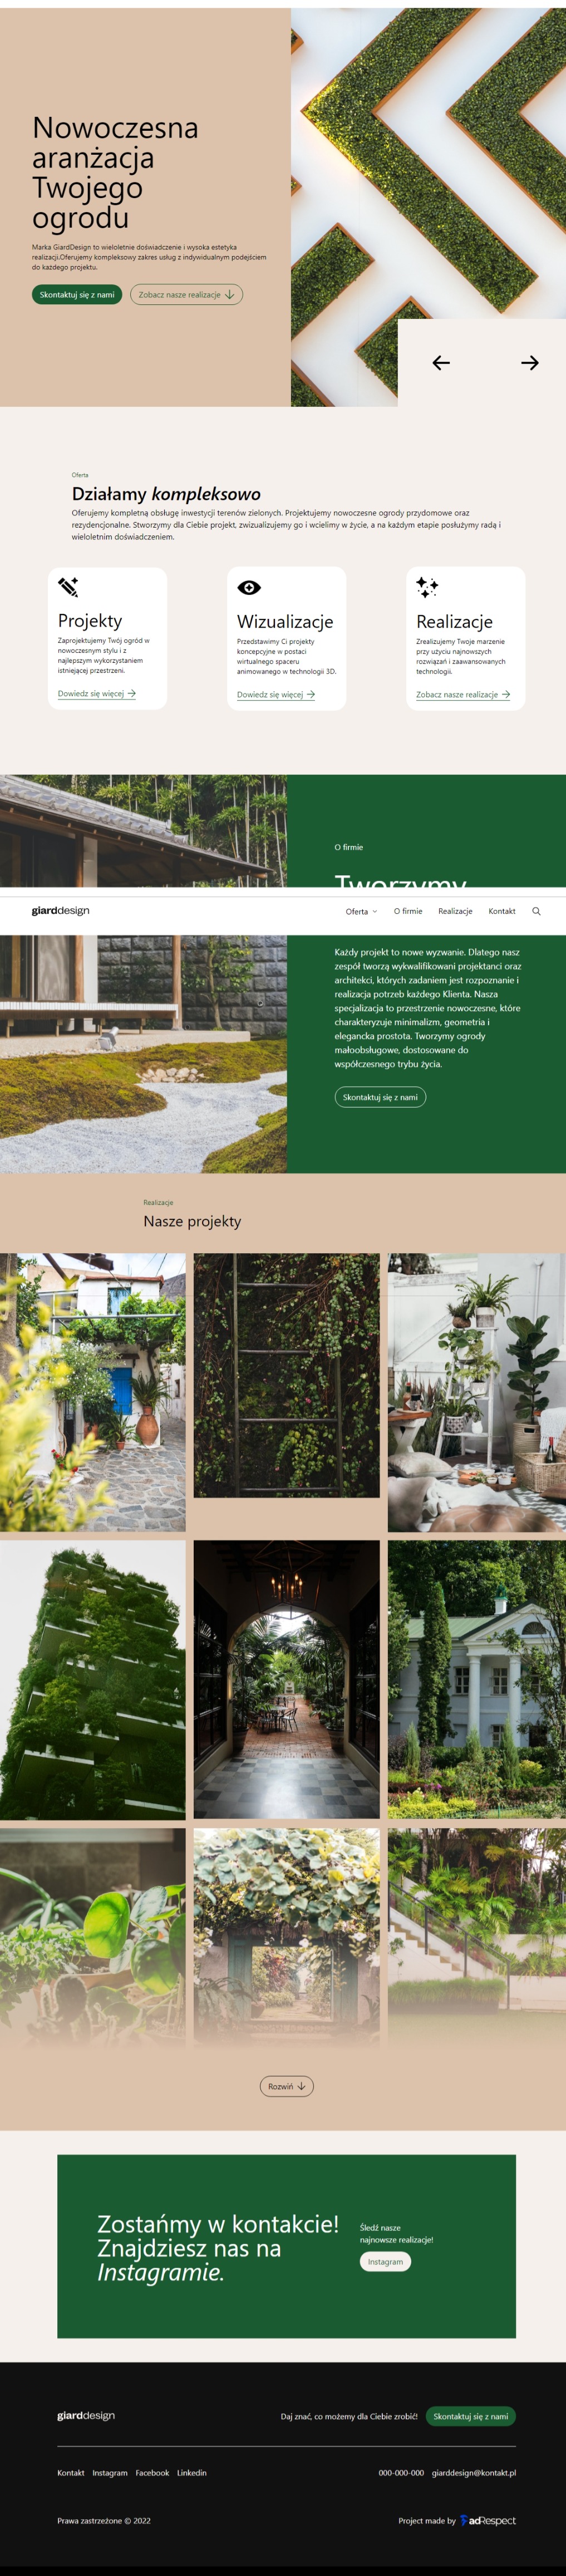 Nowoczesna
aranżacja
Twojego
ogrodu
Marka GiardDesign to wieloletnie doświadczenie i wysoka estetyka
realizacji.Oferujemy kompleksowy zakres usług z indywidualnym podejściem
do każdego projektu.
Skontaktuj się z nami
Zobacz nasze realizacje
Oferta
Działamy kompleksowo
Oferujemy kompletną obsługę inwestycji terenów zielonych. Projektujemy nowoczesne ogrody przydomowe oraz
rezydencjonalne. Stworzymy dla Ciebie projekt, zwizualizujemy go i wcielimy w życie, a na każdym etapie posłużymy radą i
wieloletnim doświadczeniem.
Projekty
Zaprojektujemy Twój ogród w
nowoczesnym stylu i z
najlepszym wykorzystaniem
istniejącej przestrzeni.
Dowiedz się więcej
Wizualizacje
Przedstawimy Ci projekty
koncepcyjne w postaci
wirtualnego spaceru
animowanego w technologii 3D.
Dowiedz się więcej
Realizacje
Zrealizujemy Twoje marzenie
przy użyciu najnowszych
rozwiązań i zaawansowanych
technologii.
Zobacz nasze realizacje
O firmie
Tworzymy
giarddesign
Oferta
O firmie
Realizacje
Kontakt
Każdy projekt to nowe wyzwanie. Dlatego nasz
zespół tworzą wykwalifikowani projektanci oraz
architekci, których zadaniem jest rozpoznanie i
realizacja potrzeb każdego Klienta. Nasza
specjalizacja to przestrzenie nowoczesne, które
charakteryzuje minimalizm, geometria i
elegancka prostota. Tworzymy ogrody
małoobsługowe, dostosowane do
współczesnego trybu życia.
Skontaktuj się z nami
Realizacje
Nasze projekty
Rozwiń
Zostańmy w kontakcie!
Znajdziesz nas na
Instagramie.
Śledź nasze
najnowsze realizacje!
Instagram
giarddesign
Daj znać, co możemy dla Ciebie zrobić!
Skontaktuj się z nami
Kontakt
Instagram
Facebook
Linkedin
000-000-000
giarddesign@kontakt.pl
Prawa zastrzeżone © 2022
Project made by adRespect